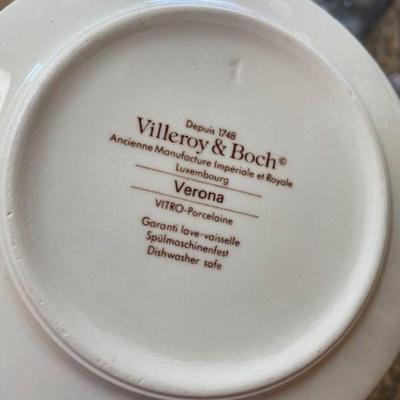 Depuis 1748
Villeroy & Boch©
Ancienne Manufacture Impériale et Royale
Luxembourg
Verona
VITRO-Porcelaine
Garanti lave-vaisselle
Spülmaschinenfest
Dishwasher safe